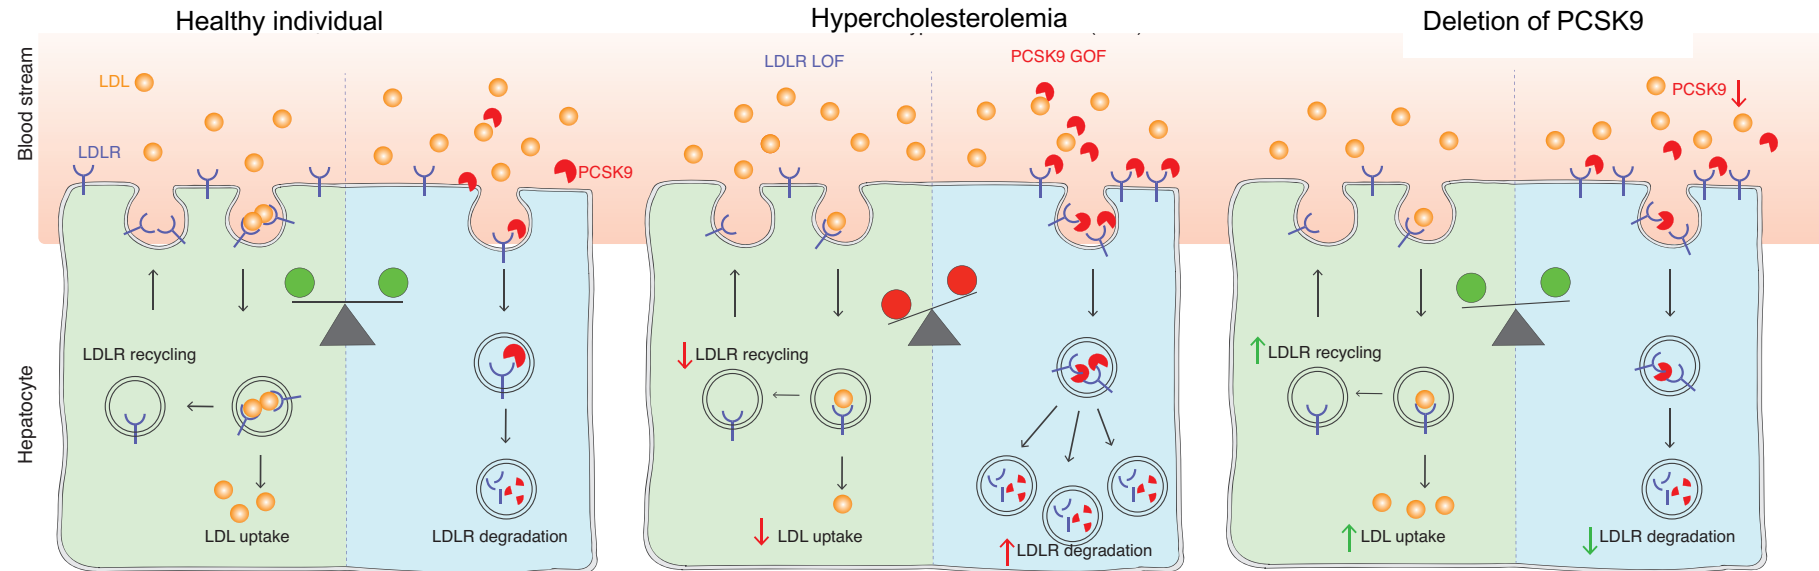 Healthy individual
Hypercholesterolemia
Deletion of PCSK9
Blood stream
Hepatocyte
LDL
LDLR
PCSK9
LDLR recycling
LDL uptake
LDLR degradation
LDLR LOF
PCSK9 GOF
LDLR recycling
LDL uptake
LDLR degradation
PCSK9
LDLR recycling
LDL uptake
LDLR degradation